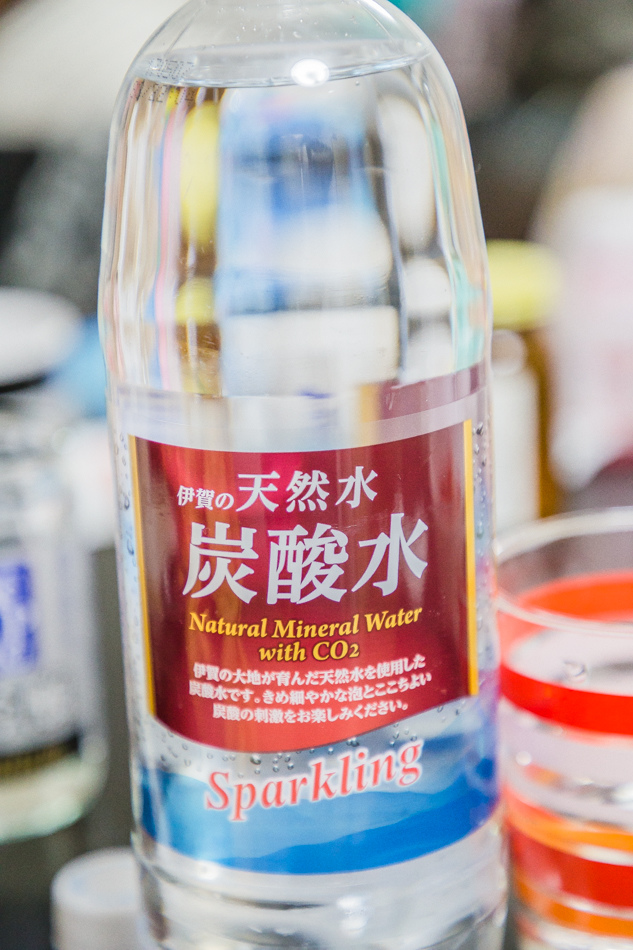 伊賀の天然水
炭酸水
Natural Mineral Water
with CO2
伊賀の大地が育んだ天然水を使用した
炭酸水です。きめ細やかな泡とここちよい
炭酸の刺激をお楽しみください。
Sparkling